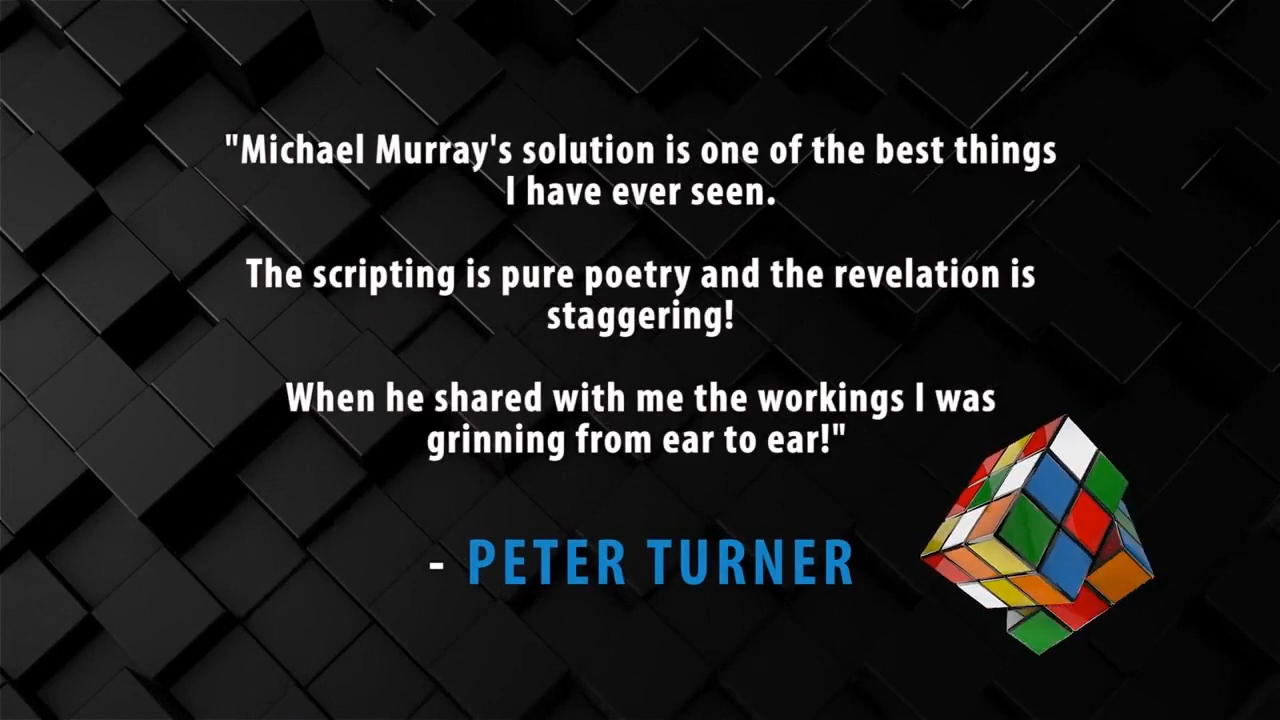 "Michael Murray's solution is one of the best things
I have ever seen.
The scripting is pure poetry and the revelation is
staggering!
When he shared with me the workings I was
grinning from ear to ear!"
- PETER TURNER